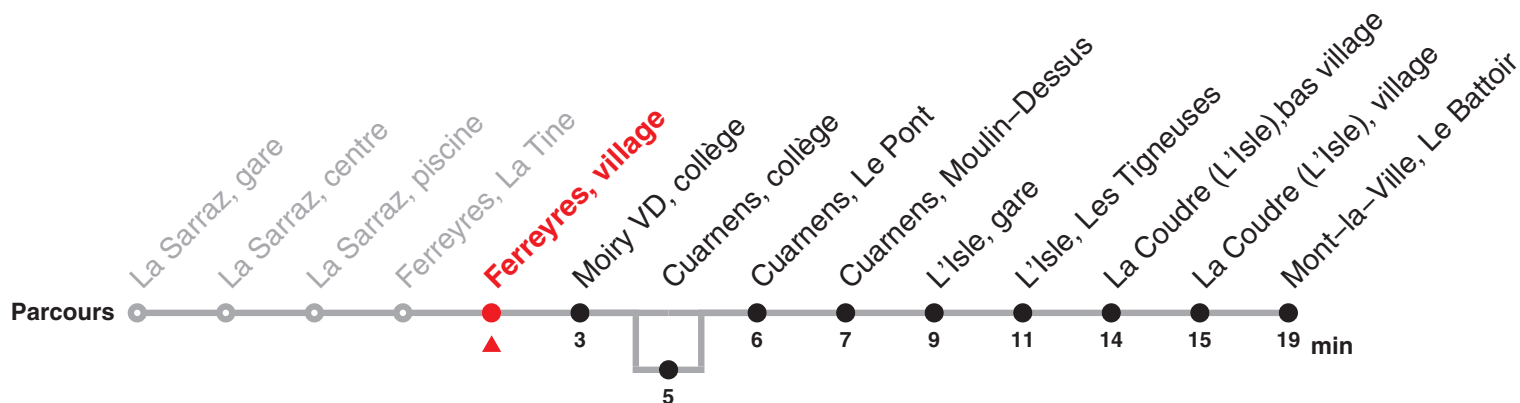 La Sarraz, gare
La Sarraz, centre
La Sarraz, piscine
Ferreyres, La Tine
Ferreyres, village
Moiry VD, collège
Cuarnens, collège
Cuarnens, Le Pont
Cuarnens, Moulin–Dessus
L'Isle, gare
L'Isle, Les Tigneuses
La Coudre (L'Isle),bas village
La Coudre (L'Isle), village
Mont–la–Ville, Le Battoir
Parcours
3 6 7 9 11 14 15 19 min
5